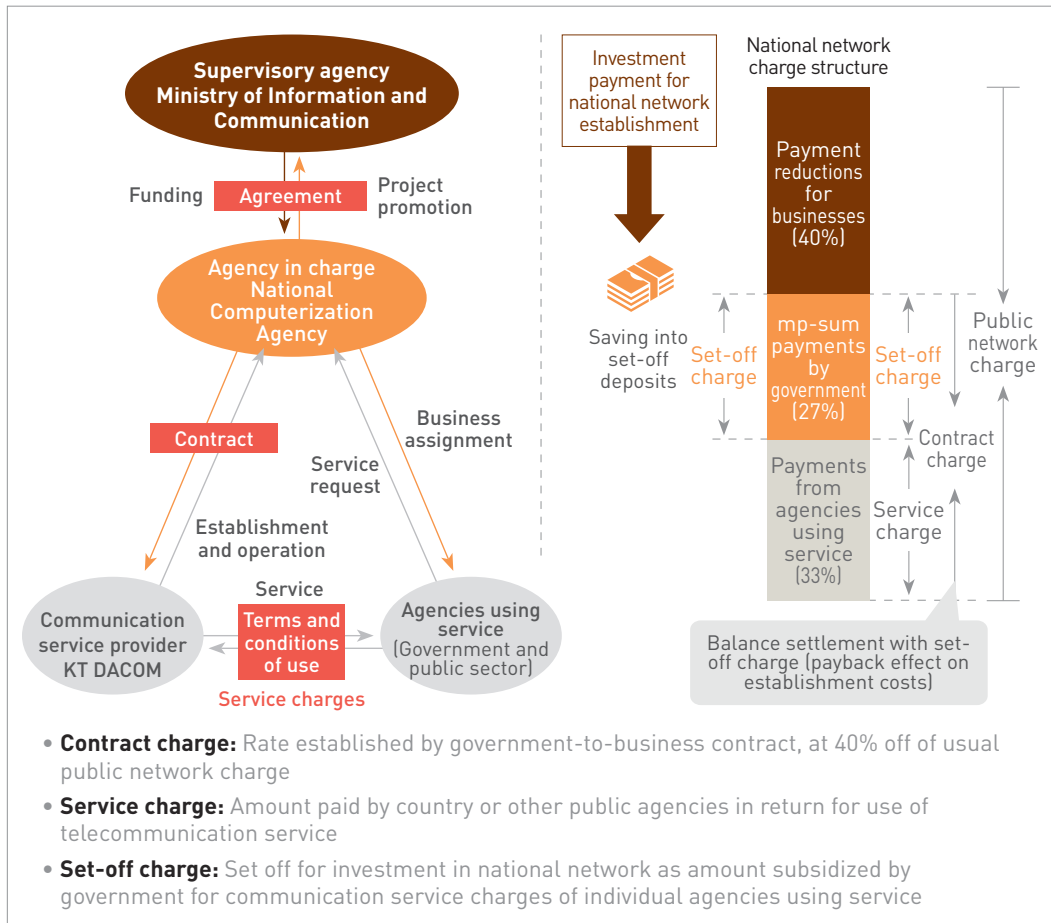 Supervisory agency
Ministry of Information and
Communication
Funding
Agreement
Project
promotion
Agency in charge
National
Computerization
Agency
Contract
Business
assignment
Service
request
Establishment
and operation
Communication
service provider
KT DACOM
Service
Terms and
conditions
of use
Service charges
Agencies using
service
(Government and
public sector)
Investment
payment for
national network
establishment
Saving into
set-off
deposits
National network
charge structure
Payment
reductions
for
businesses
(40%)
Set-off
charge
mp-sum
payments
by
government
(27%)
Set-off
charge
Public
network
charge
Contract
charge
Payments
from
agencies
using
service
(33%)
Service
charge
Balance settlement with set-
off charge (payback effect on
establishment costs)
• Contract charge: Rate established by government-to-business contract, at 40% off of usual
public network charge
• Service charge: Amount paid by country or other public agencies in return for use of
telecommunication service
• Set-off charge: Set off for investment in national network as amount subsidized by
government for communication service charges of individual agencies using service